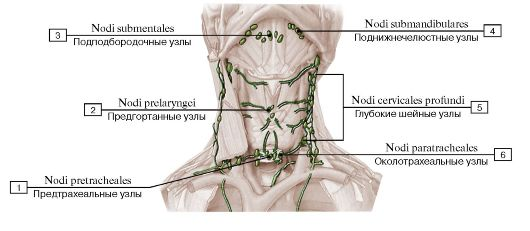 Nodi submentales
3
Подподбородочные узлы
Nodi submandibulares
4
Поднижнечелюстные узлы
Nodi prelaryngei
2
Предгортанные узлы
Nodi cervicales profundi
5
Глубокие шейные узлы
Nodi paratracheales
6
Околотрахеальные узлы
Nodi pretracheales
1
Предтрахеальные узлы